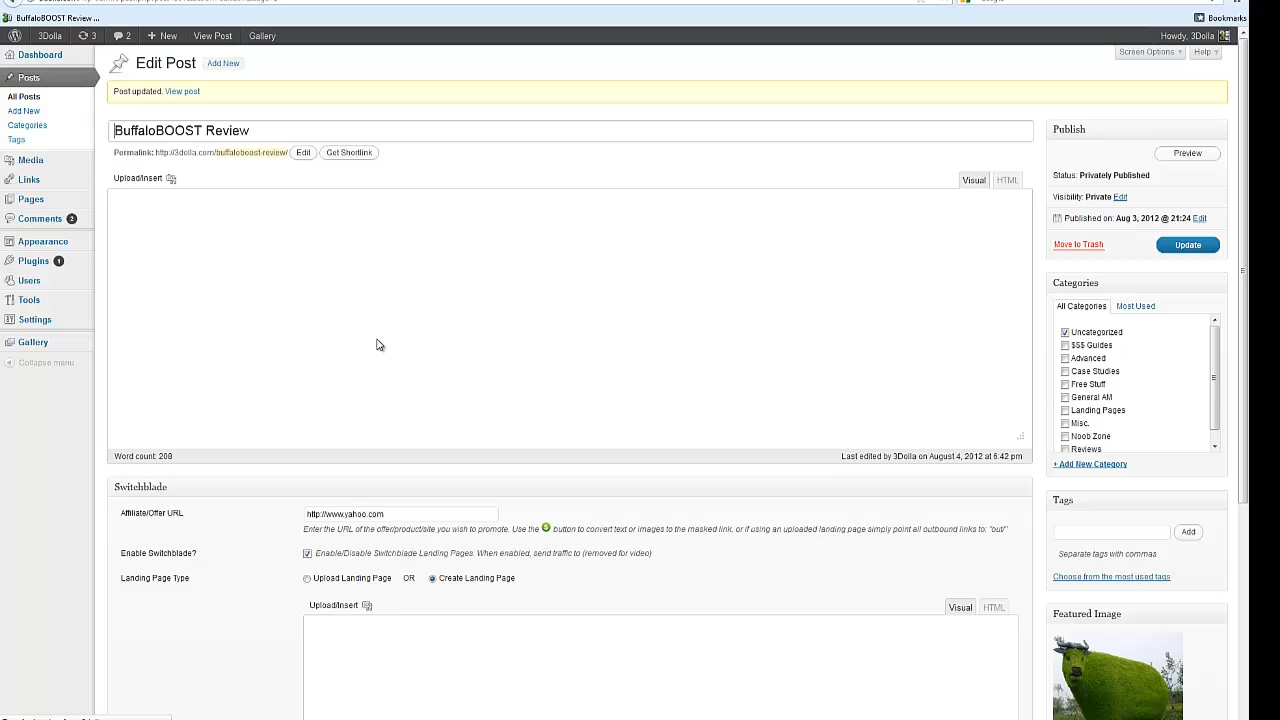 BuffaloBOOST Review ...
Bookmarks
3Dolla 3 2 New View Post Gallery Howdy, 3Dolla
Screen Options Help
Dashboard
Posts
All Posts
Add New
Categories
Tags
Media
Links
Pages
Comments 2
Appearance
Plugins 1
Users
Tools
Settings
Gallery
Collapse menu
Edit Post Add New
Post updated. View post
BuffaloBOOST Review
Permalink: http://3dolla.com/buffaloboost-review/ Edit Get Shortlink
Upload/Insert Visual HTML
Word count: 208 Last edited by 3Dolla on August 4, 2012 at 6:42 pm
Switchblade
Affiliate/Offer URL http://www.yahoo.com
Enter the URL of the offer/product/site you wish to promote. Use the button to convert text or images to the masked link, or if using an uploaded landing page simply point all outbound links to: "out/"
Enable Switchblade? Enable/Disable Switchblade Landing Pages. When enabled, send traffic to (removed for video)
Landing Page Type Upload Landing Page OR Create Landing Page
Upload/Insert Visual HTML
Publish
Preview
Status: Privately Published
Visibility: Private Edit
Published on: Aug 3, 2012 @ 21:24 Edit
Move to Trash Update
Categories
All Categories Most Used
Uncategorized
$$$ Guides
Advanced
Case Studies
Free Stuff
General AM
Landing Pages
Misc.
Noob Zone
Reviews
+ Add New Category
Tags
Add
Separate tags with commas
Choose from the most used tags
Featured Image